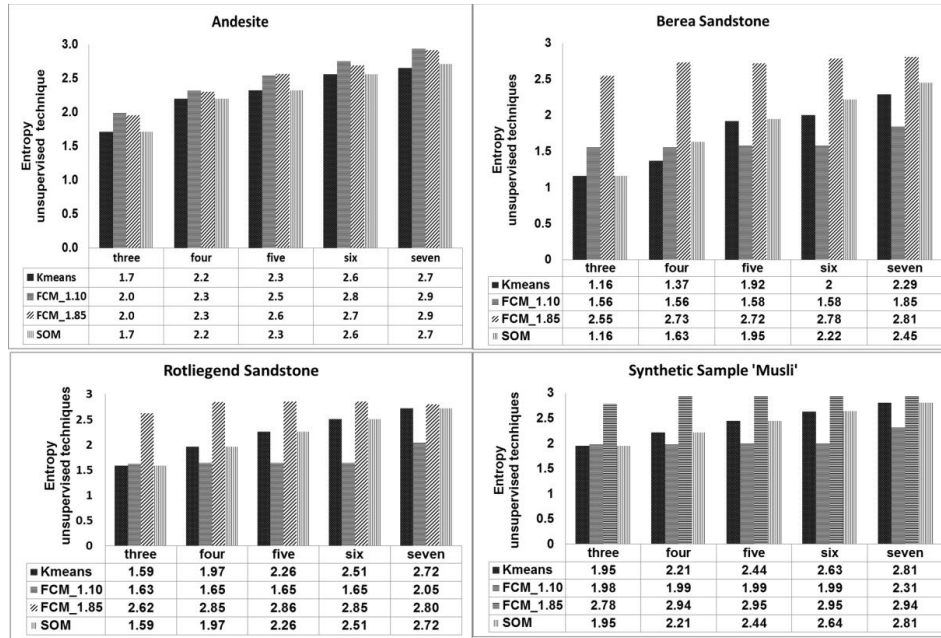 Andesite
Entropy
unsupervised technique
3.0
2.5
2.0
1.5
1.0
0.5
0.0
three four five six seven
Kmeans 1.7 2.2 2.3 2.6 2.7
FCM_1.10 2.0 2.3 2.5 2.8 2.9
FCM_1.85 2.0 2.3 2.6 2.7 2.9
SOM 1.7 2.2 2.3 2.6 2.7
Berea Sandstone
Entropy
unsupervised techniques
3
2.5
2
1.5
1
0.5
0
three four five six seven
Kmeans 1.16 1.37 1.92 2 2.29
FCM_1.10 1.56 1.56 1.58 1.58 1.85
FCM_1.85 2.55 2.73 2.72 2.78 2.81
SOM 1.16 1.63 1.95 2.22 2.45
Rotliegend Sandstone
Entropy
unsupervised techniques
3
2.5
2
1.5
1
0.5
0
three four five six seven
Kmeans 1.59 1.97 2.26 2.51 2.72
FCM_1.10 1.63 1.65 1.65 1.65 2.05
FCM_1.85 2.62 2.85 2.86 2.85 2.80
SOM 1.59 1.97 2.26 2.51 2.72
Synthetic Sample 'Musli'
Entropy
unsupervised tecnhiques
3
2.5
2
1.5
1
0.5
0
three four five six seven
Kmeans 1.95 2.21 2.44 2.63 2.81
FCM_1.10 1.98 1.99 1.99 1.99 2.31
FCM_1.85 2.78 2.94 2.95 2.95 2.94
SOM 1.95 2.21 2.44 2.64 2.81